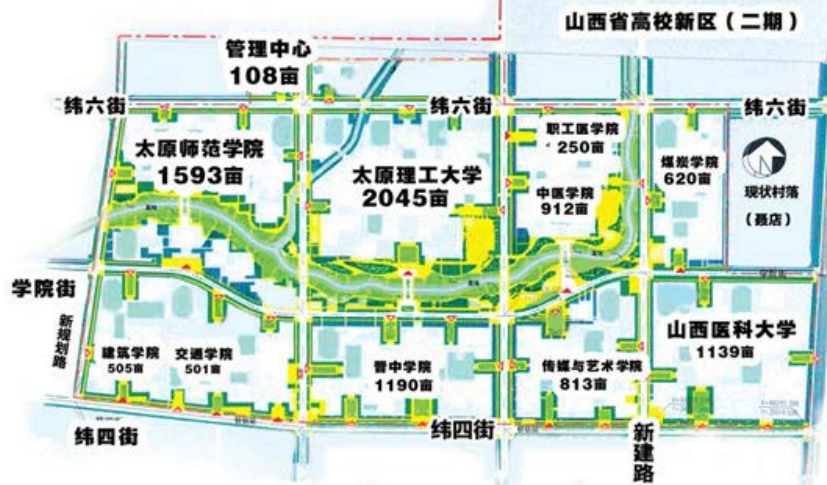 山西省高校新区（二期）
管理中心
108亩
纬六街
纬六街
纬六街
太原师范学院
1593亩
太原理工大学
2045亩
职工医学院
250亩
中医学院
912亩
煤炭学院
620亩
现状村落
（聂店）
学院街
新规划路
建筑学院
505亩
交通学院
501亩
晋中学院
1190亩
传媒与艺术学院
813亩
山西医科大学
1139亩
纬四街
纬四街
新建路